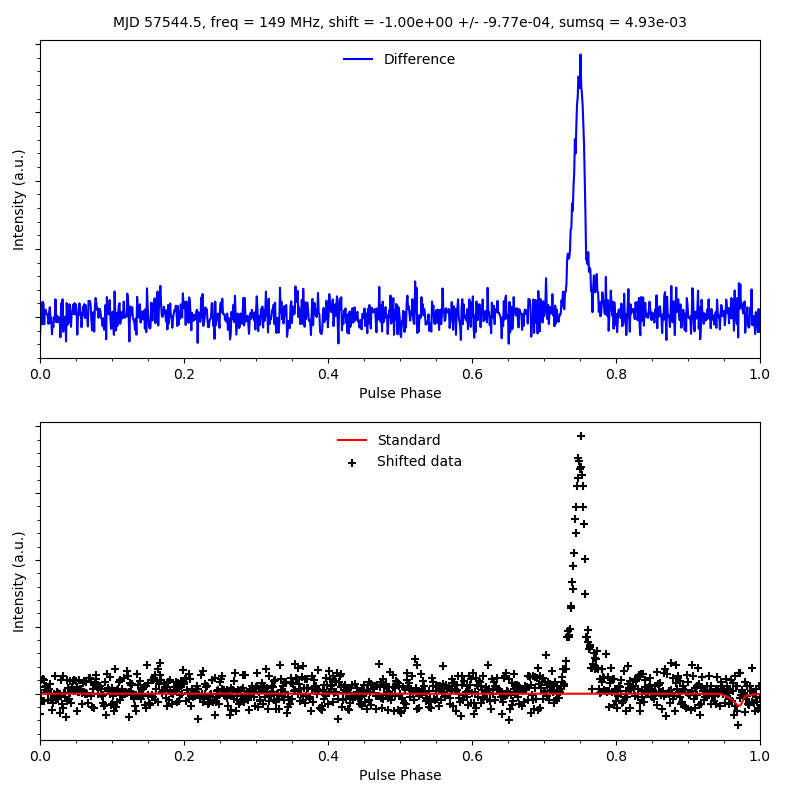 MJD 57544.5, freq = 149 MHz, shift = -1.00e+00 +/- -9.77e-04, sumsq = 4.93e-03
Difference
Intensity (a.u.)
0.0 0.2 0.4 0.6 0.8 1.0
Pulse Phase
Standard
Shifted data
Intensity (a.u.)
0.0 0.2 0.4 0.6 0.8 1.0
Pulse Phase